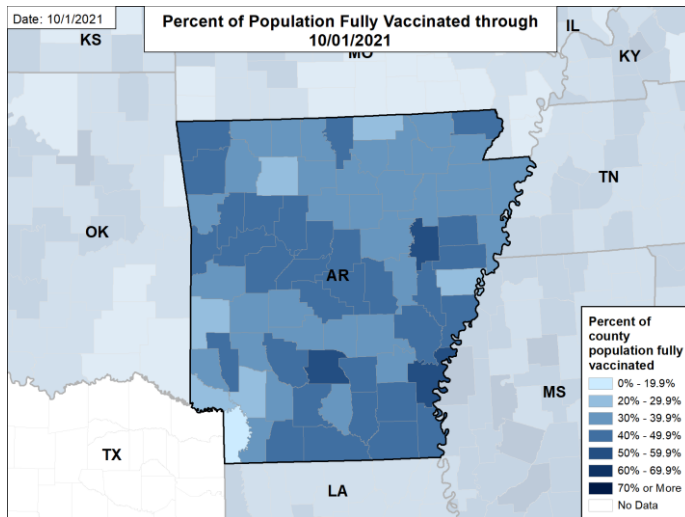 Date: 10/1/2021
Percent of Population Fully Vaccinated through
10/01/2021
IL
KS
MO
KY
TN
OK
AR
MS
TX
LA
Percent of
county
population fully
vaccinated
0% - 19.9%
20% - 29.9%
30% - 39.9%
40% - 49.9%
50% - 59.9%
60% - 69.9%
70% or More
No Data